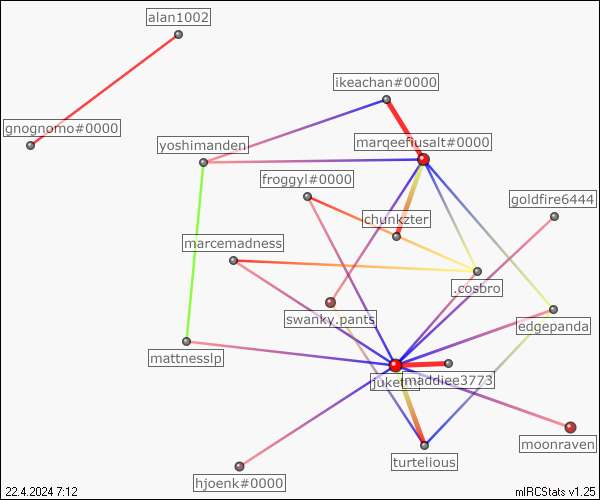 alan1002
gnognomo#0000
ikeachan#0000
yoshimanden
marqeefiusalt#0000
froggyl#0000
goldfire6444
chunkzter
marcemadness
.cosbro
swanky.pants
edgepanda
mattnesslp
maddiee3773
moonraven
turtelious
hjoenk#0000
22.4.2024 7:12
mIRCStats v1.25